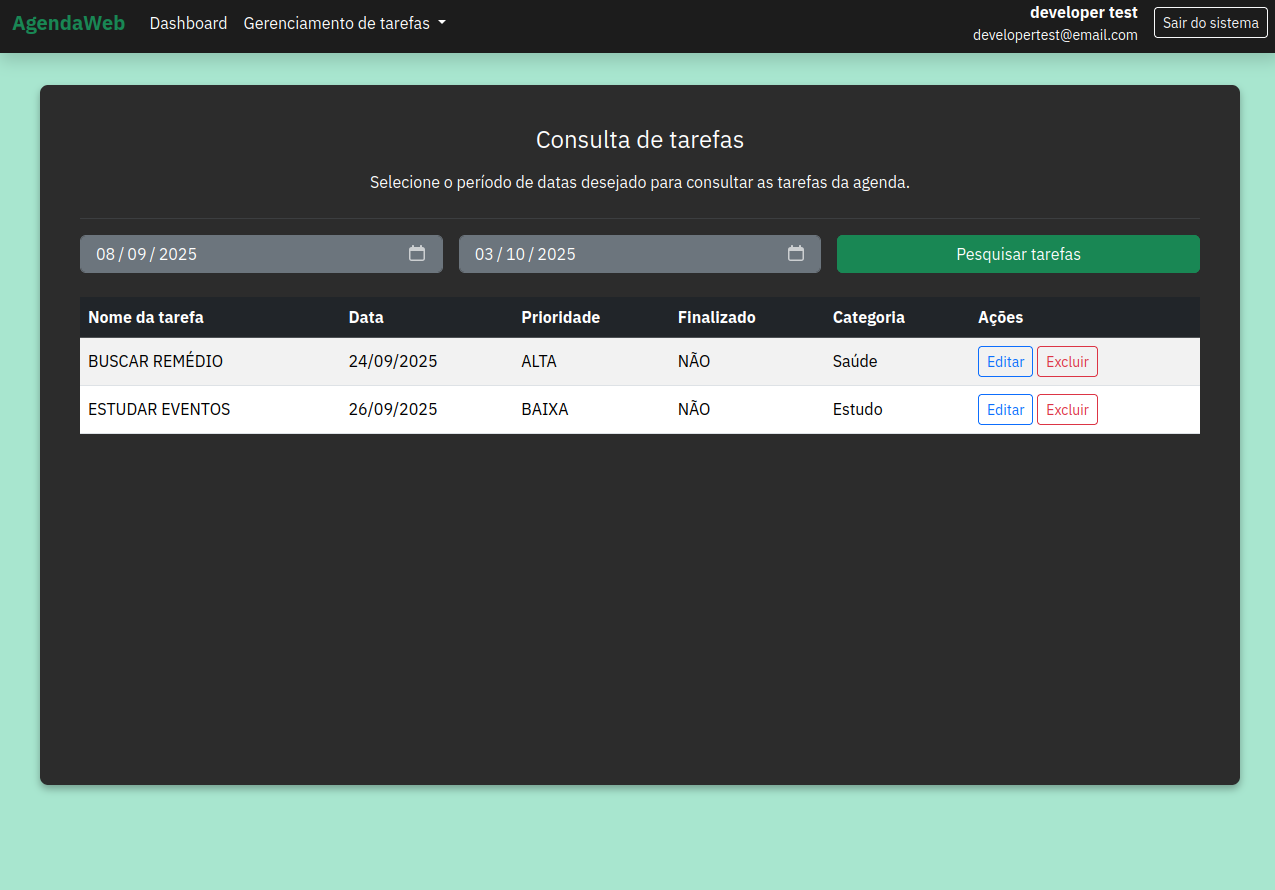 AgendaWeb Dashboard Gerenciamento de tarefas developer test
developertest@email.com Sair do sistema
Consulta de tarefas
Selecione o período de datas desejado para consultar as tarefas da agenda.
08/09/2025 03/10/2025 Pesquisar tarefas
Nome da tarefa Data Prioridade Finalizado Categoria Ações
BUSCAR REMÉDIO 24/09/2025 ALTA NÃO Saúde Editar Excluir
ESTUDAR EVENTOS 26/09/2025 BAIXA NÃO Estudo Editar Excluir